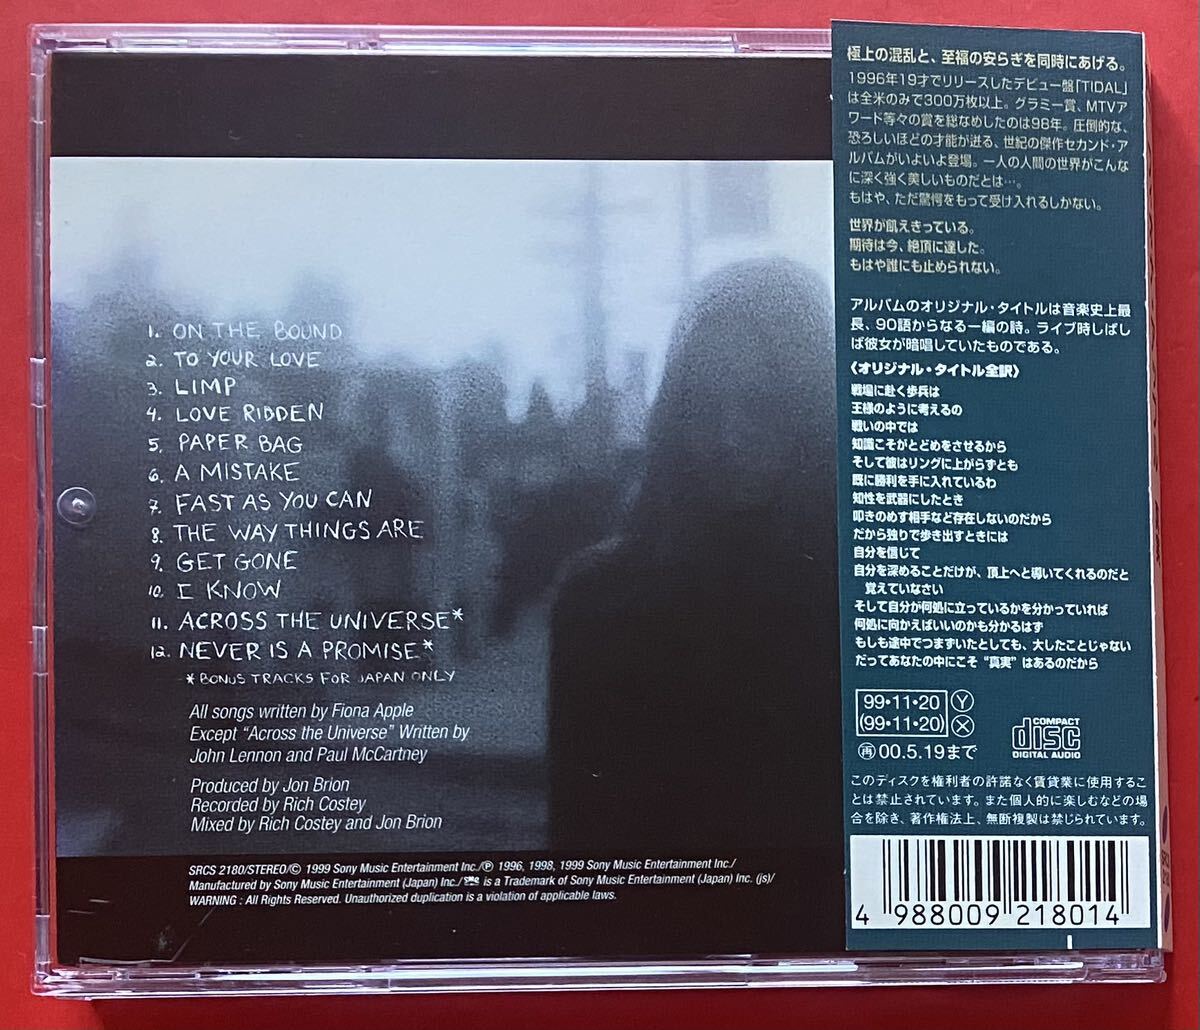 1. ON THE BOUND
2. TO YOUR LOVE
3. LIMP
4. LOVE RIDDEN
5. PAPER BAG
6. A MISTAKE
7. FAST AS YOU CAN
8. THE WAY THINGS ARE
9. GET GONE
10. I KNOW
11. ACROSS THE UNIVERSE*
12. NEVER IS A PROMISE*
* BONUS TRACKS FOR JAPAN ONLY
All songs written by Fiona Apple
Except “Across the Universe” Written by
John Lennon and Paul McCartney
Produced by Jon Brion
Recorded by Rich Costey
Mixed by Rich Costey and Jon Brion
SRCS 2180/STEREO/© 1999 Sony Music Entertainment Inc./℗ 1996, 1998, 1999 Sony Music Entertainment Inc./
Manufactured by Sony Music Entertainment (Japan) Inc./ is a Trademark of Sony Music Entertainment (Japan) Inc. (js)/
WARNING : All Rights Reserved. Unauthorized duplication is a violation of applicable laws.
極上の混乱と、至福の安らぎを同時にあげる。
1996年19才でリリースしたデビュー盤「TIDAL」
は全米のみで300万枚以上。グラミー賞、MTVア
ワード等々の賞を総なめしたのは98年。圧倒的な、
恐ろしいほどの才能が迸る、世紀の傑作セカンド・ア
ルバムがいよいよ登場。一人の人間の世界がこんな
に深く強く美しいものだとは…。
もはや、ただ驚愕をもって受け入れるしかない。
世界が飢えきっている。
期待は今、絶頂に達した。
もはや誰にも止められない。
アルバムのオリジナル・タイトルは音楽史上最
長、90語からなる一編の詩。ライブ時しばし
ば彼女が暗唱していたものである。
〈オリジナル・タイトル全訳〉
戦場に赴く歩兵は
王様のように考えるの
戦いの中では
知識こそがとどめをさせるから
そして彼はリングに上がらずとも
既に勝利を手に入れているわ
知性を武器にしたとき
叩きのめす相手など存在しないのだから
だから独りで歩き出すときには
自分を信じて
自分を深めることだけが、頂上へと導いてくれるのだと
覚えていなさい
そして自分が何処に立っているかを分かっていれば
何処に向かえばいいのかも分かるはず
もしも途中でつまずいたとしても、大したことじゃない
だってあなたの中にこそ“真実”はあるのだから
99・11・20 Ⓨ
(99・11・20) Ⓧ
㊢00.5.19まで
COMPACT
disc
DIGITAL AUDIO
このディスクを権利者の許諾なく賃貸業に使用するこ
とは禁止されています。また個人的に楽しむなどの場
合を除き、著作権法上、無断複製は禁じられています。
4 988009 218014